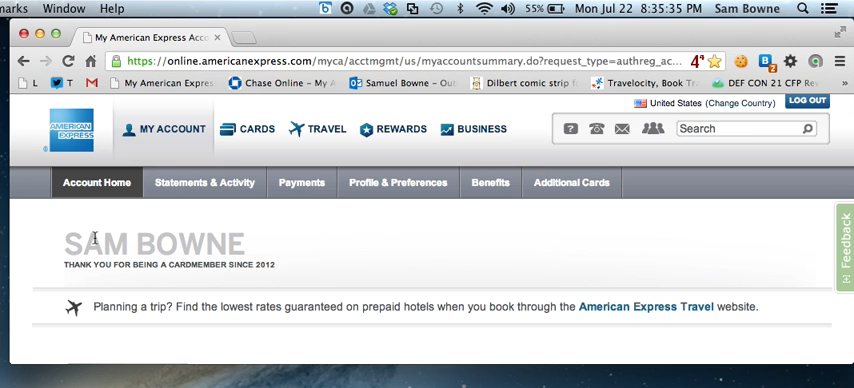 marks Window Help 55% Mon Jul 22 8:35:35 PM Sam Bowne
My American Express Acco
https://online.americanexpress.com/myca/acctmgmt/us/myaccountsummary.do?request_type=authreg_ac...
L T My American Express Chase Online - My Acc Samuel Bowne - Out Dilbert comic strip f Travelocity, Book Tr DEF CON 21 CFP Rev
United States (Change Country) LOG OUT
AMERICAN EXPRESS MY ACCOUNT CARDS TRAVEL REWARDS BUSINESS ? Search
Account Home Statements & Activity Payments Profile & Preferences Benefits Additional Cards
SAM BOWNE
THANK YOU FOR BEING A CARDMEMBER SINCE 2012
Planning a trip? Find the lowest rates guaranteed on prepaid hotels when you book through the American Express Travel website.
[+] Feedback